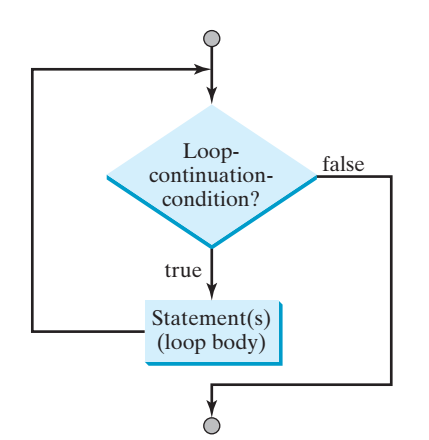 Loop-
continuation-
condition?
false
true
Statement(s)
(loop body)